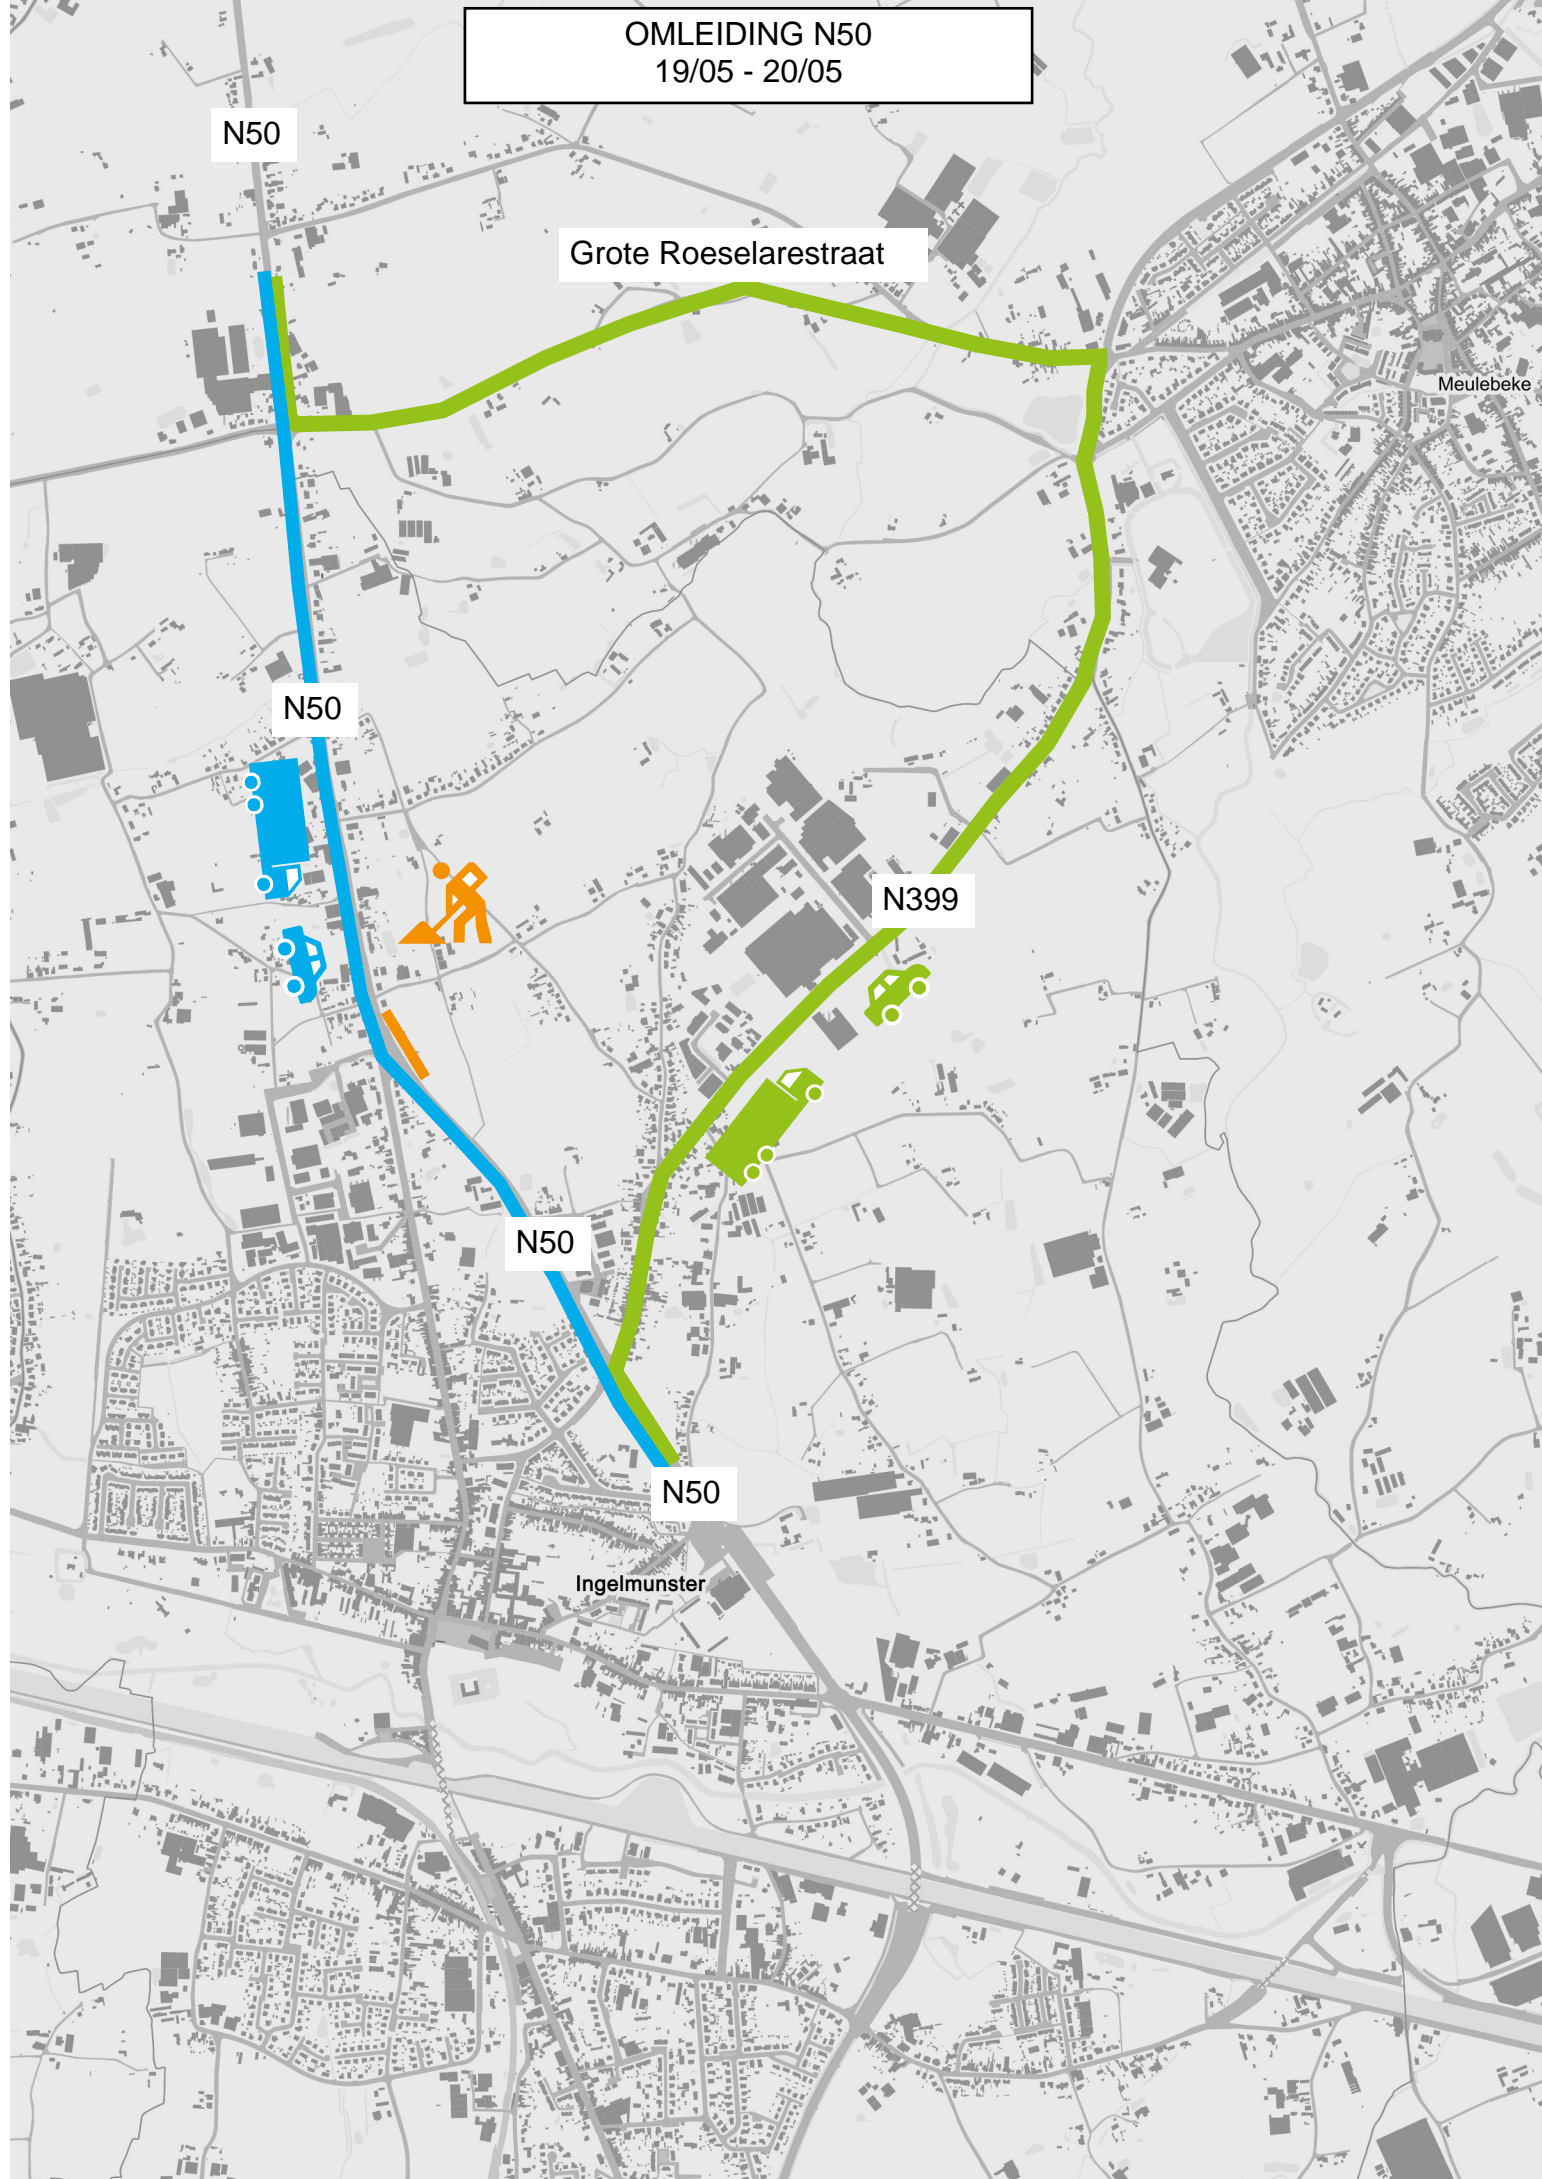 OMLEIDING N50
19/05 - 20/05
N50
Grote Roeselarestraat
Meulebeke
N50
N399
N50
N50
Ingelmunster